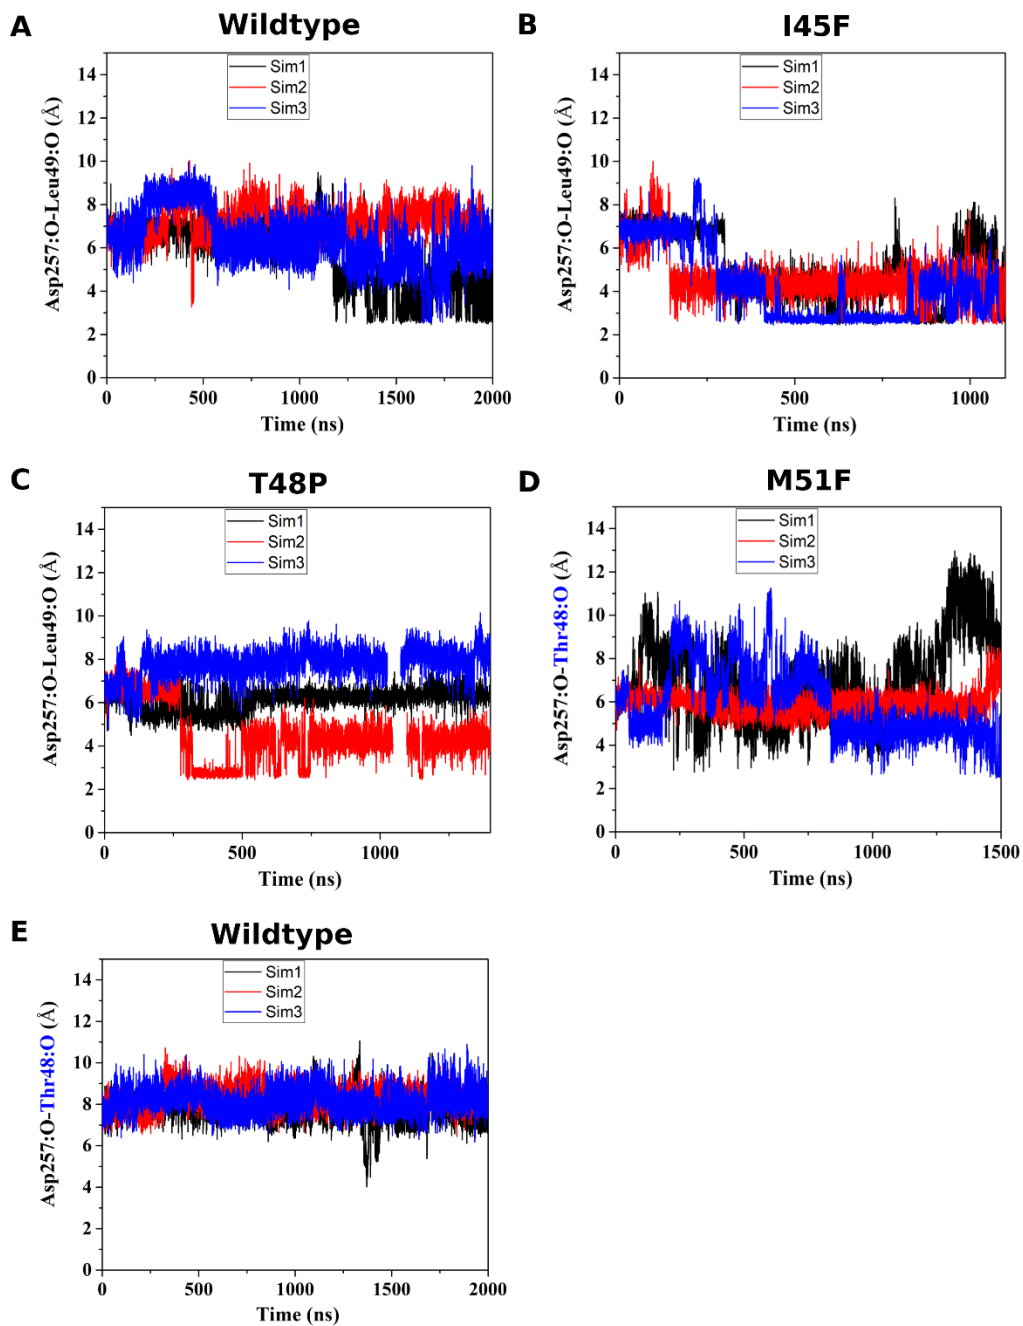 A
Wildtype
Asp257:O-Leu49:O (Å)
14
12
10
8
6
4
2
0
Sim1
Sim2
Sim3
0
500
1000
1500
2000
Time (ns)
B
I45F
Asp257:O-Leu49:O (Å)
14
12
10
8
6
4
2
0
Sim1
Sim2
Sim3
0
500
1000
Time (ns)
C
T48P
Asp257:O-Leu49:O (Å)
14
12
10
8
6
4
2
0
Sim1
Sim2
Sim3
0
500
1000
Time (ns)
D
M51F
Asp257:O-Thr48:O (Å)
14
12
10
8
6
4
2
0
Sim1
Sim2
Sim3
0
500
1000
1500
Time (ns)
E
Wildtype
Asp257:O-Thr48:O (Å)
14
12
10
8
6
4
2
0
Sim1
Sim2
Sim3
0
500
1000
1500
2000
Time (ns)